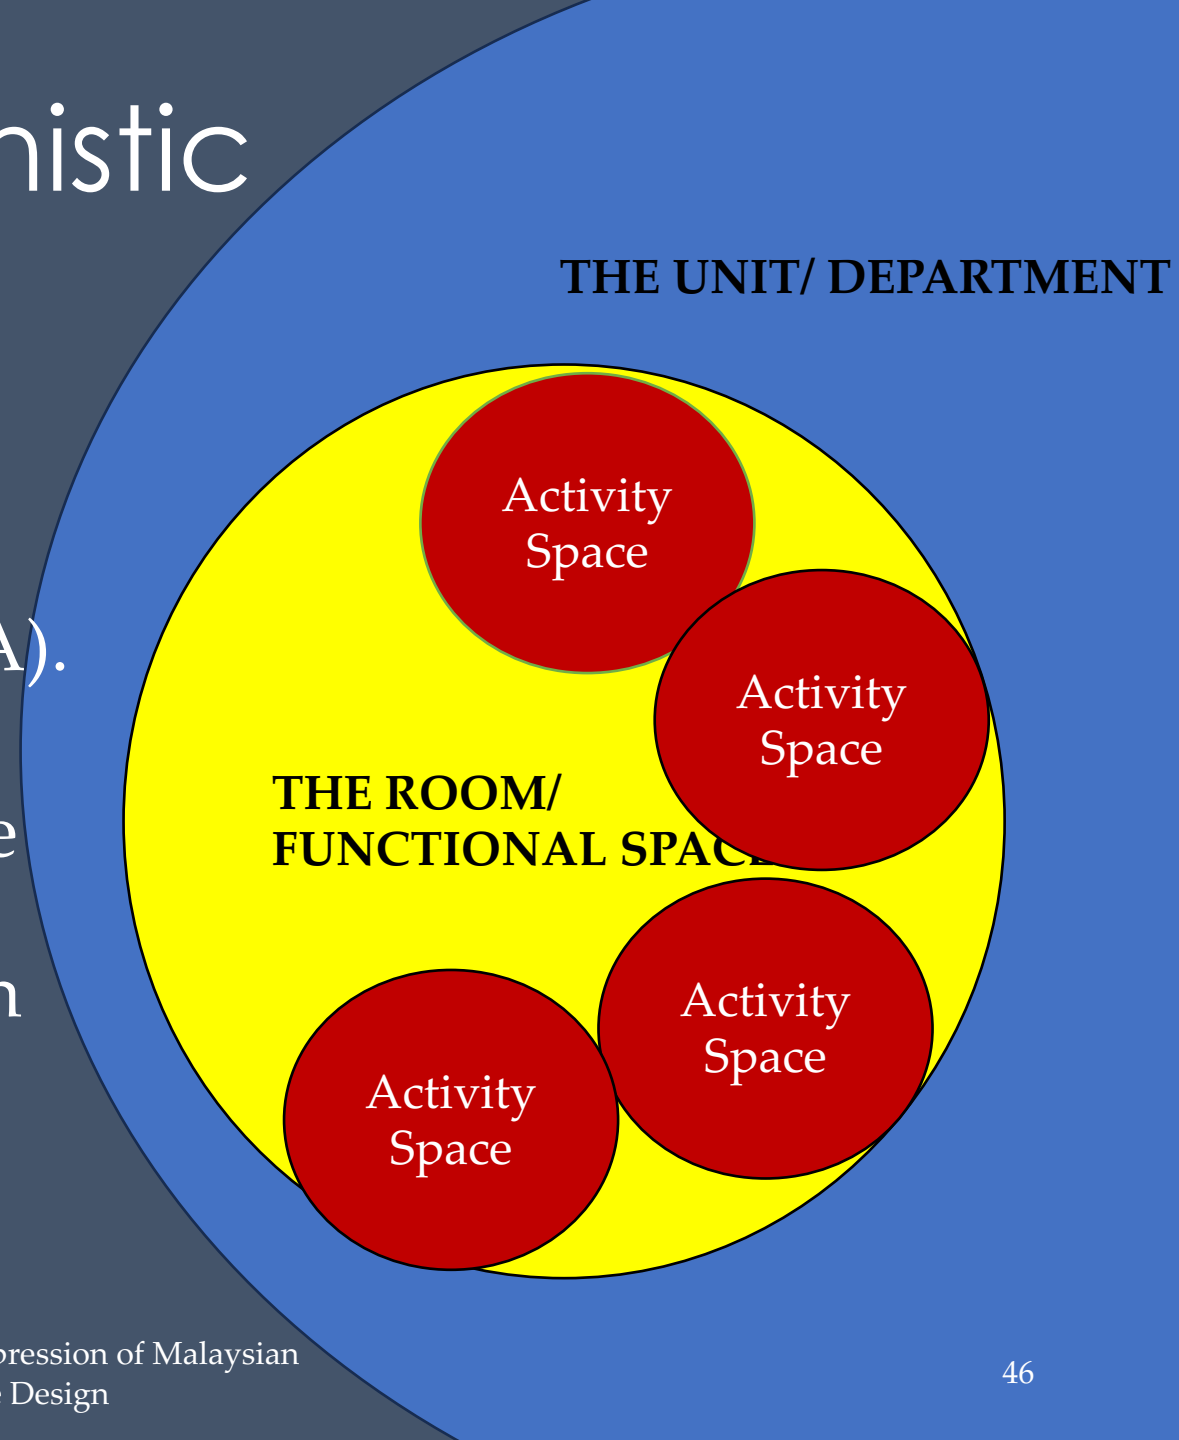 nistic
THE UNIT/ DEPARTMENT
Activity
Space
A).
Activity
Space
THE ROOM/
FUNCTIONAL SPACE
e
n
Activity
Space
Activity
Space
pression of Malaysian
e Design
46